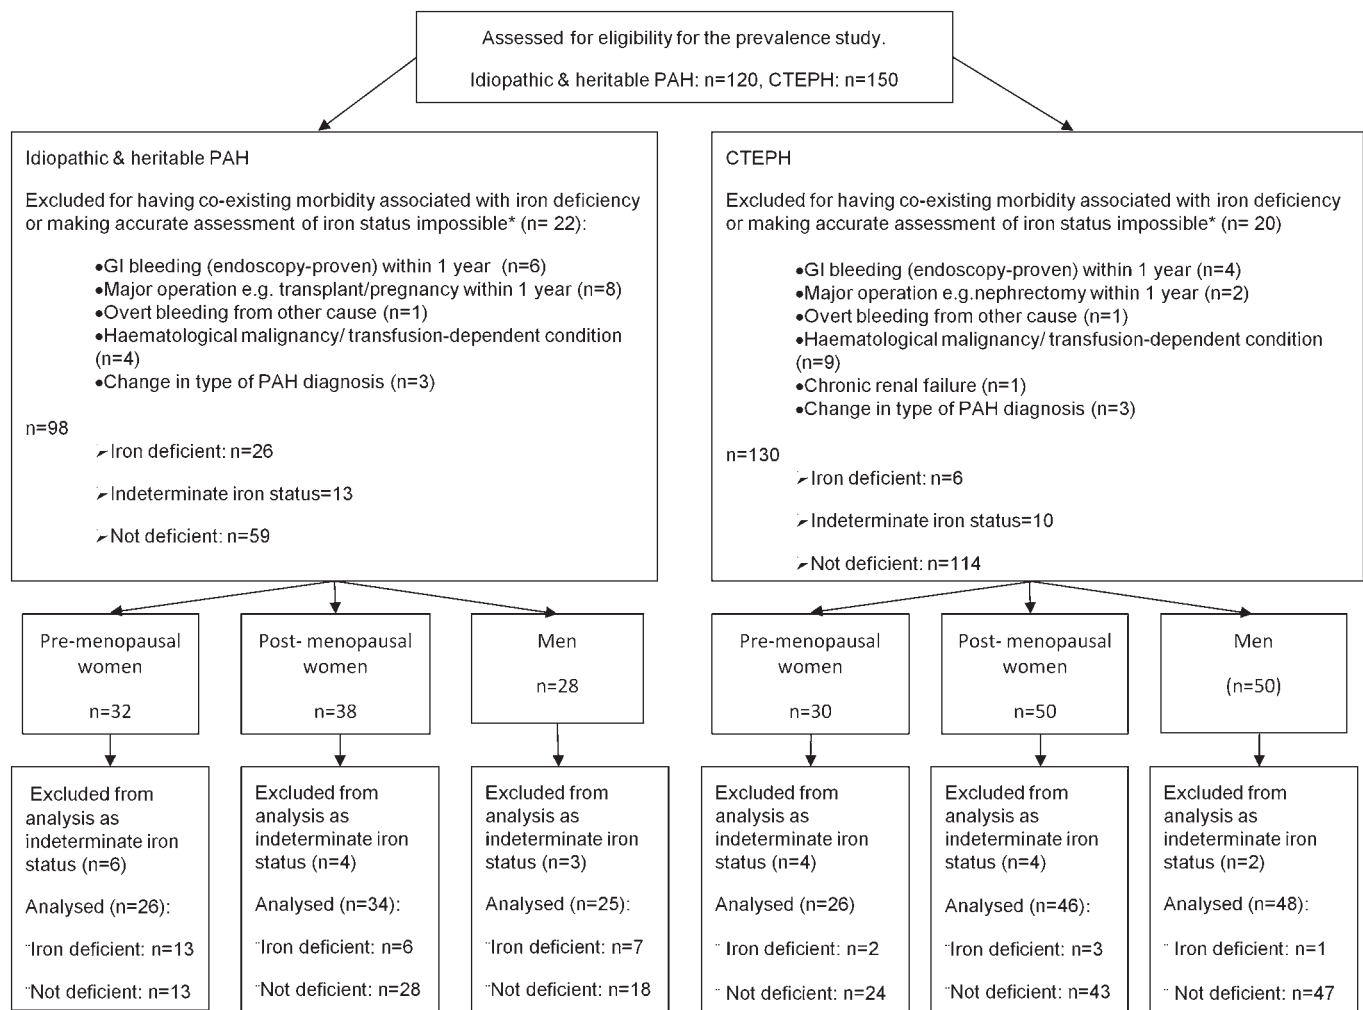 Assessed for eligibility for the prevalence study.
Idiopathic & heritable PAH: n=120, CTEPH: n=150
Idiopathic & heritable PAH
Excluded for having co-existing morbidity associated with iron deficiency
or making accurate assessment of iron status impossible* (n= 22):
•GI bleeding (endoscopy-proven) within 1 year (n=6)
•Major operation e.g. transplant/pregnancy within 1 year (n=8)
•Overt bleeding from other cause (n=1)
•Haematological malignancy/ transfusion-dependent condition
(n=4)
•Change in type of PAH diagnosis (n=3)
n=98
➤Iron deficient: n=26
➤Indeterminate iron status=13
➤Not deficient: n=59
CTEPH
Excluded for having co-existing morbidity associated with iron deficiency
or making accurate assessment of iron status impossible* (n= 20)
•GI bleeding (endoscopy-proven) within 1 year (n=4)
•Major operation e.g.nephrectomy within 1 year (n=2)
•Overt bleeding from other cause (n=1)
•Haematological malignancy/ transfusion-dependent condition
(n=9)
•Chronic renal failure (n=1)
•Change in type of PAH diagnosis (n=3)
n=130
➤Iron deficient: n=6
➤Indeterminate iron status=10
➤Not deficient: n=114
Pre-menopausal
women
n=32
Post- menopausal
women
n=38
Men
n=28
Pre-menopausal
women
n=30
Post-menopausal
women
n=50
Men
(n=50)
Excluded from
analysis as
indeterminate iron
status (n=6)
Analysed (n=26):
¨Iron deficient: n=13
¨Not deficient: n=13
Excluded from
analysis as
indeterminate iron
status (n=4)
Analysed (n=34):
¨Iron deficient: n=6
¨Not deficient: n=28
Excluded from
analysis as
indeterminate iron
status (n=3)
Analysed (n=25):
¨Iron deficient: n=7
¨Not deficient: n=18
Excluded from
analysis as
indeterminate iron
status (n=4)
Analysed (n=26)
¨ Iron deficient: n=2
¨ Not deficient: n=24
Excluded from
analysis as
indeterminate iron
status (n=4)
Analysed (n=46):
¨Iron deficient: n=3
¨Not deficient: n=43
Excluded from
analysis as
indeterminate iron
status (n=2)
Analysed (n=48):
¨ Iron deficient: n=1
¨ Not deficient: n=47